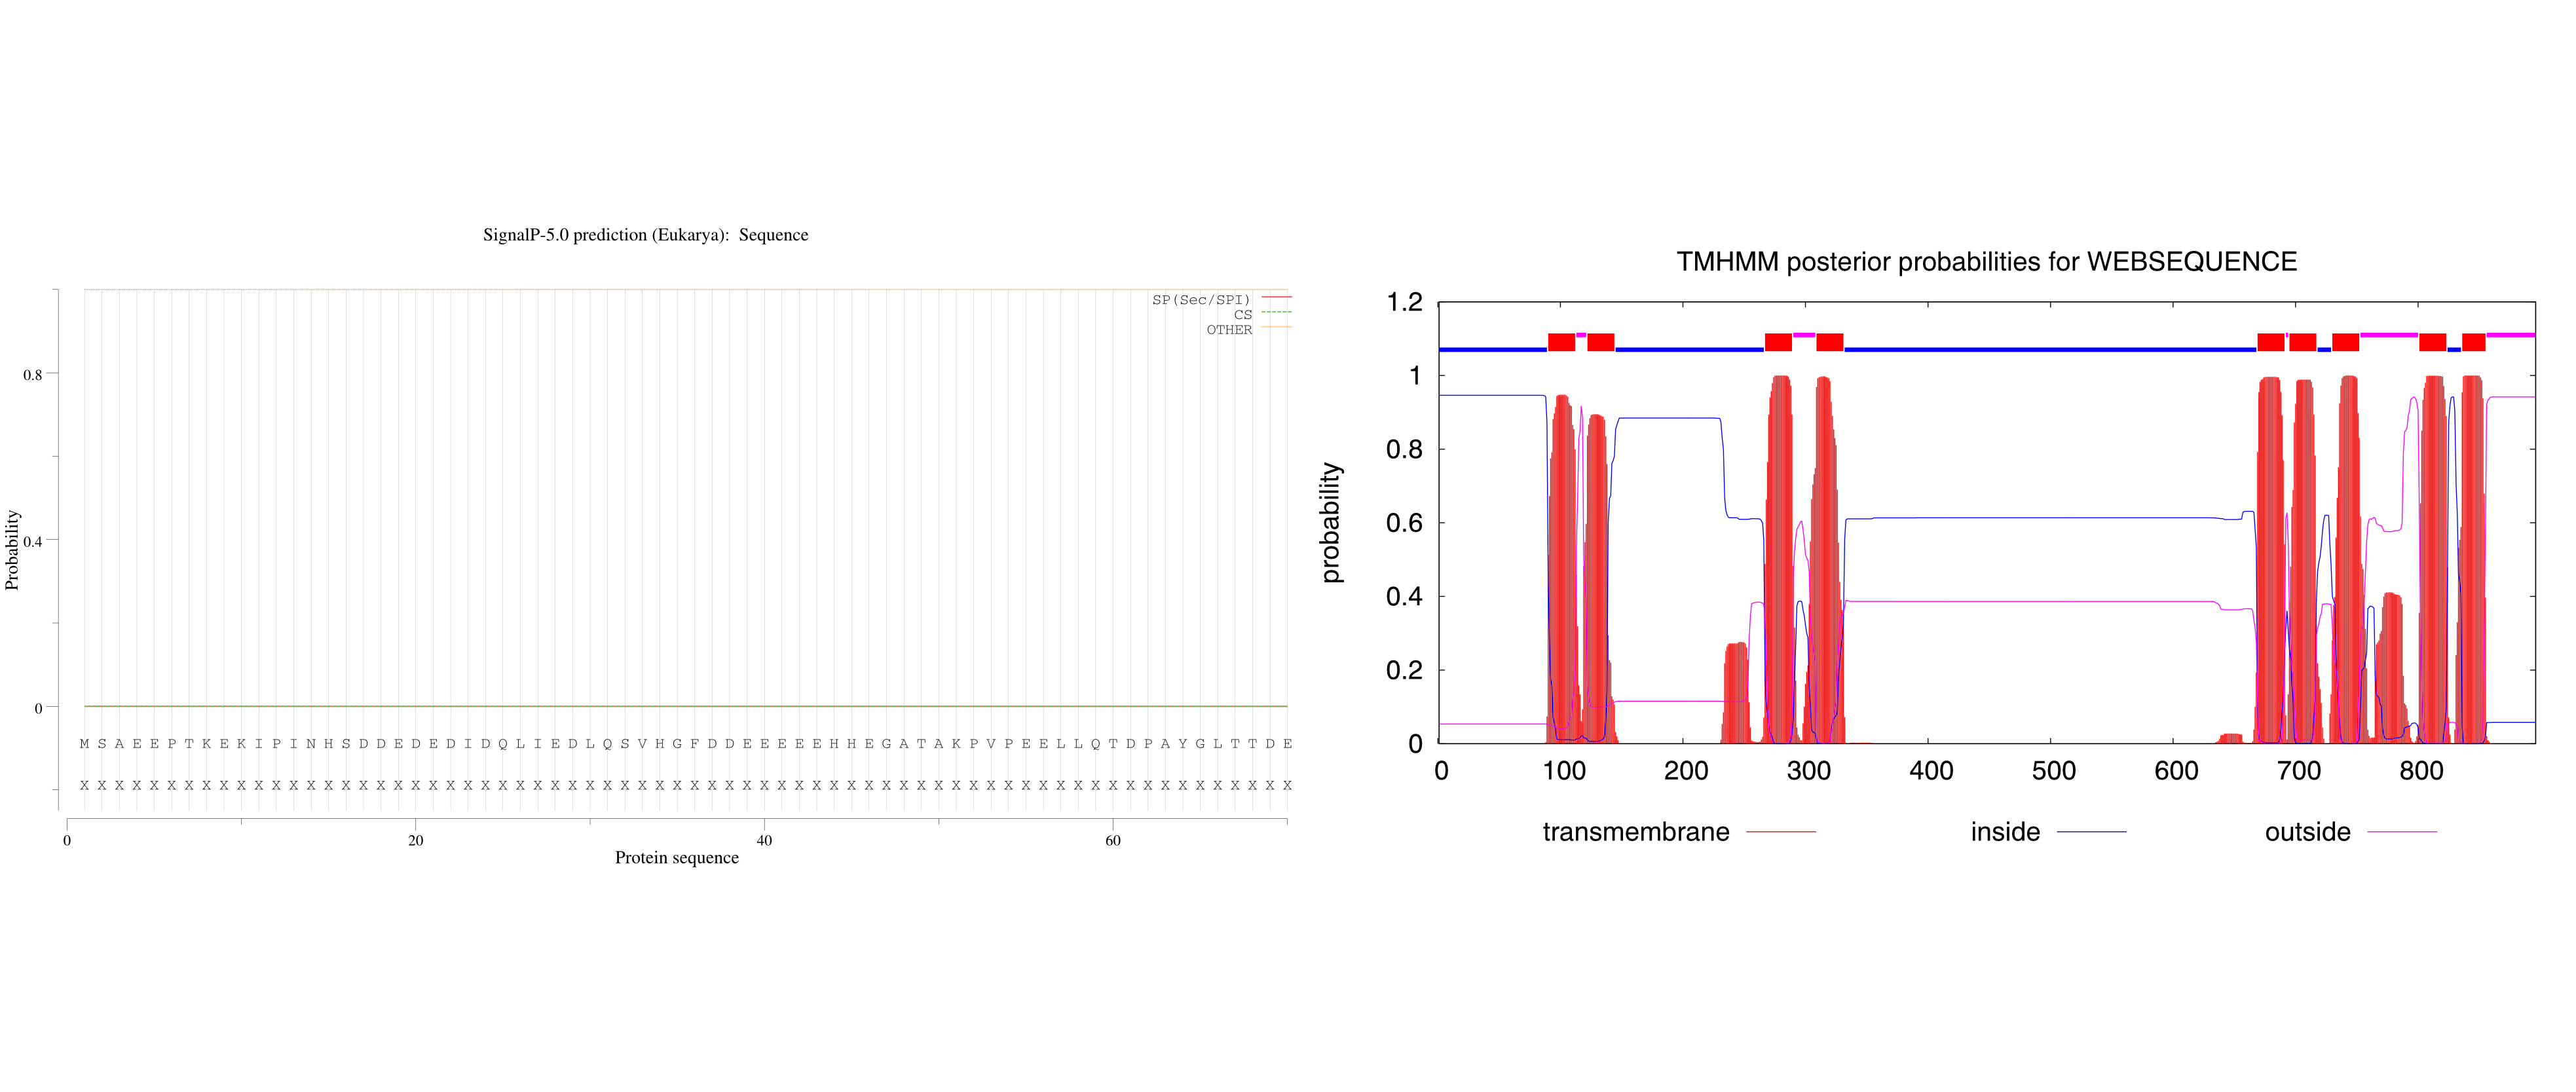 SignalP-5.0 prediction (Eukarya): Sequence
SP(Sec/SPI)
CS
OTHER
0.8
0.4
0
Probability
M S A E E P T K E K I P I N H S D D E D E D I D Q L I E D L Q S V H G F D D E E E E E H H E G A T A K P V P E E L L Q T D P A Y G L T T D E
X X X X X X X X X X X X X X X X X X X X X X X X X X X X X X X X X X X X X X X X X X X X X X X X X X X X X X X X X X X X X X X X X X X X X X
0 20 40 60
Protein sequence
TMHMM posterior probabilities for WEBSEQUENCE
1.2
1
0.8
0.6
0.4
0.2
0
probability
0 100 200 300 400 500 600 700 800
transmembrane inside outside